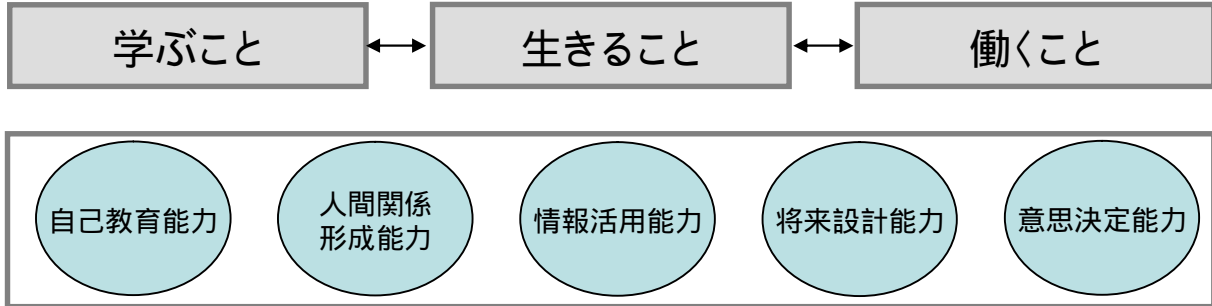 学ぶこと
生きること
働くこと
自己教育能力
人間関係
形成能力
情報活用能力
将来設計能力
意思決定能力